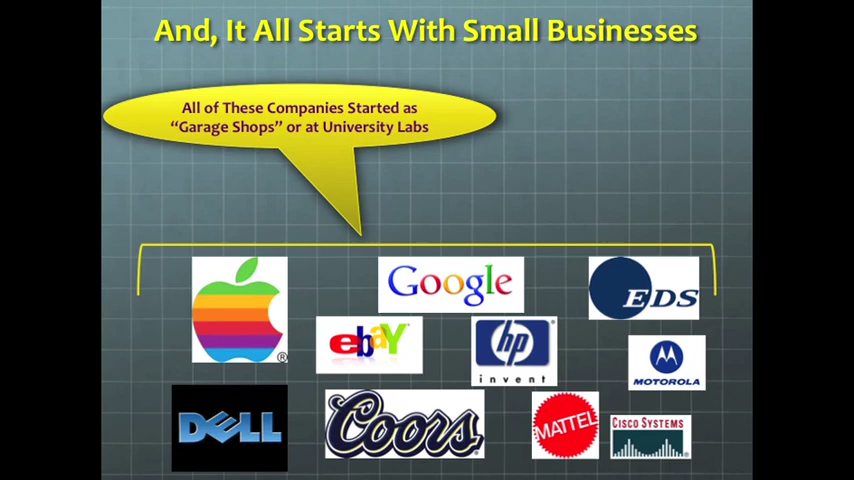 And, It All Starts With Small Businesses
All of These Companies Started as
“Garage Shops” or at University Labs
Google
EDS
ebaY
hp
invent
MOTOROLA
DELL
Coors
MATTEL
CISCO SYSTEMS